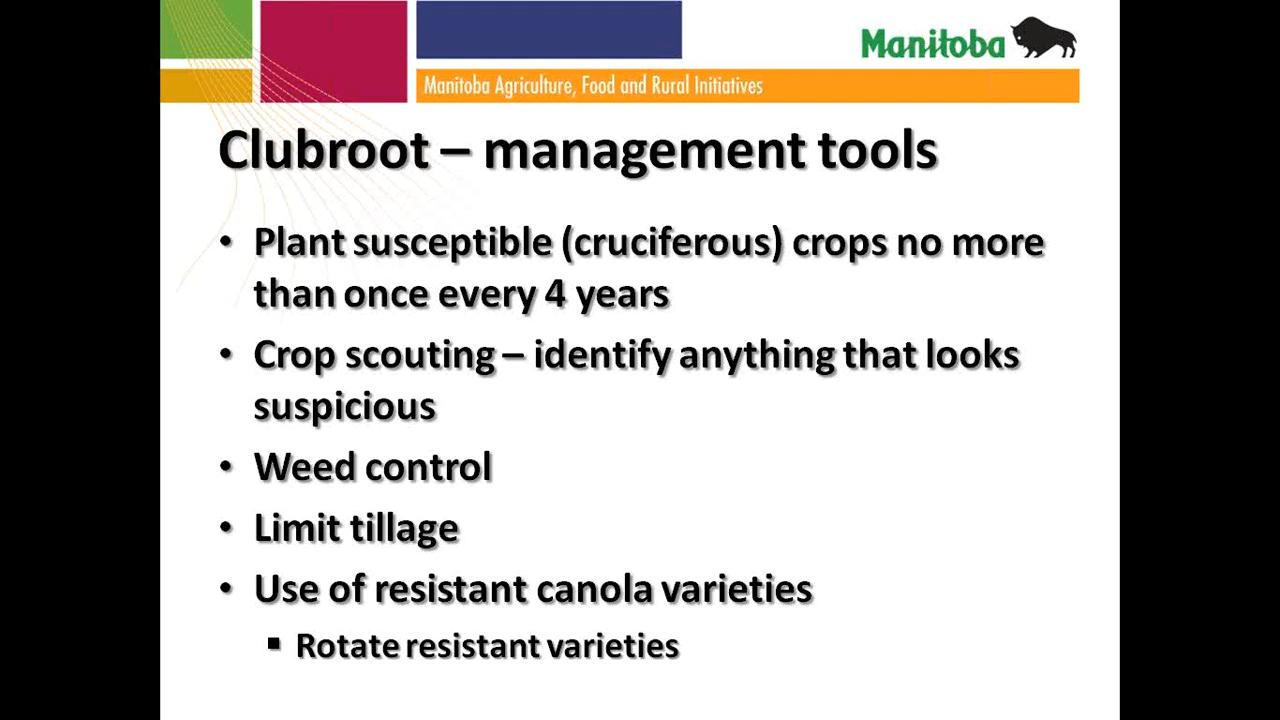 Manitoba
Manitoba Agriculture, Food and Rural Initiatives
Clubroot – management tools
• Plant susceptible (cruciferous) crops no more
than once every 4 years
• Crop scouting – identify anything that looks
suspicious
• Weed control
• Limit tillage
• Use of resistant canola varieties
▪ Rotate resistant varieties